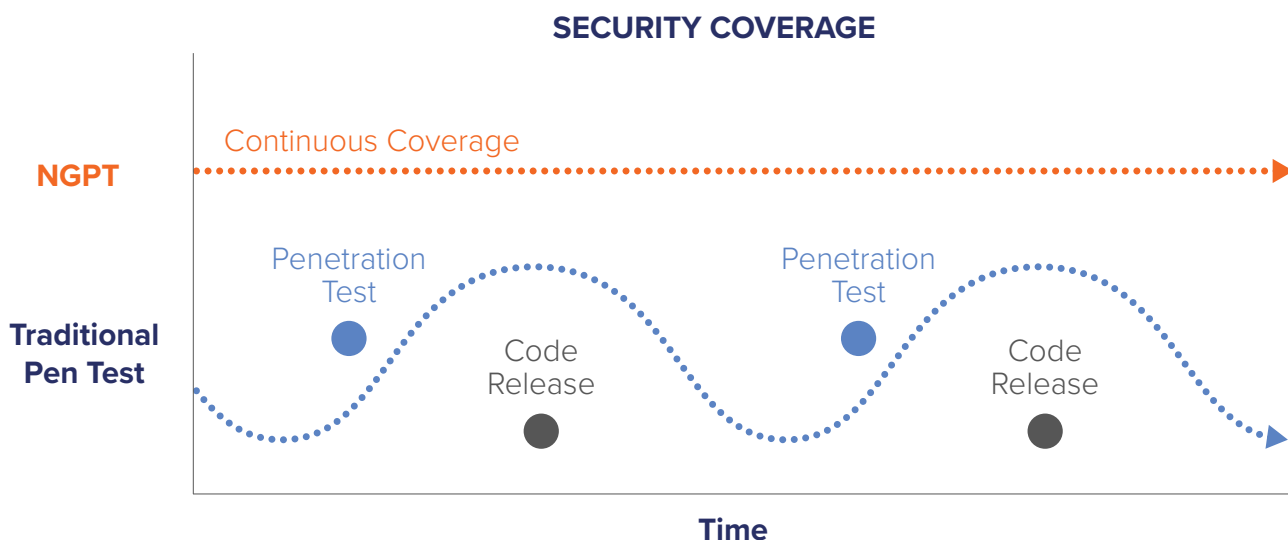 SECURITY COVERAGE
Continuous Coverage
NGPT
Penetration
Test
Penetration
Test
Traditional
Pen Test
Code
Release
Code
Release
Time